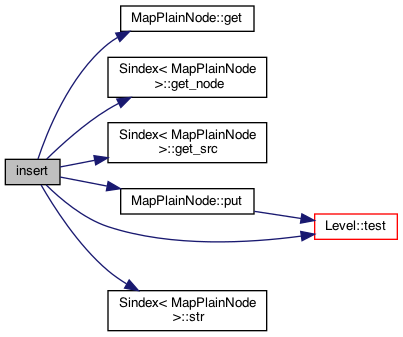 MapPlainNode::get
Sindex< MapPlainNode
>::get_node
Sindex< MapPlainNode
>::get_src
insert
MapPlainNode::put
Level::test
Sindex< MapPlainNode
>::str